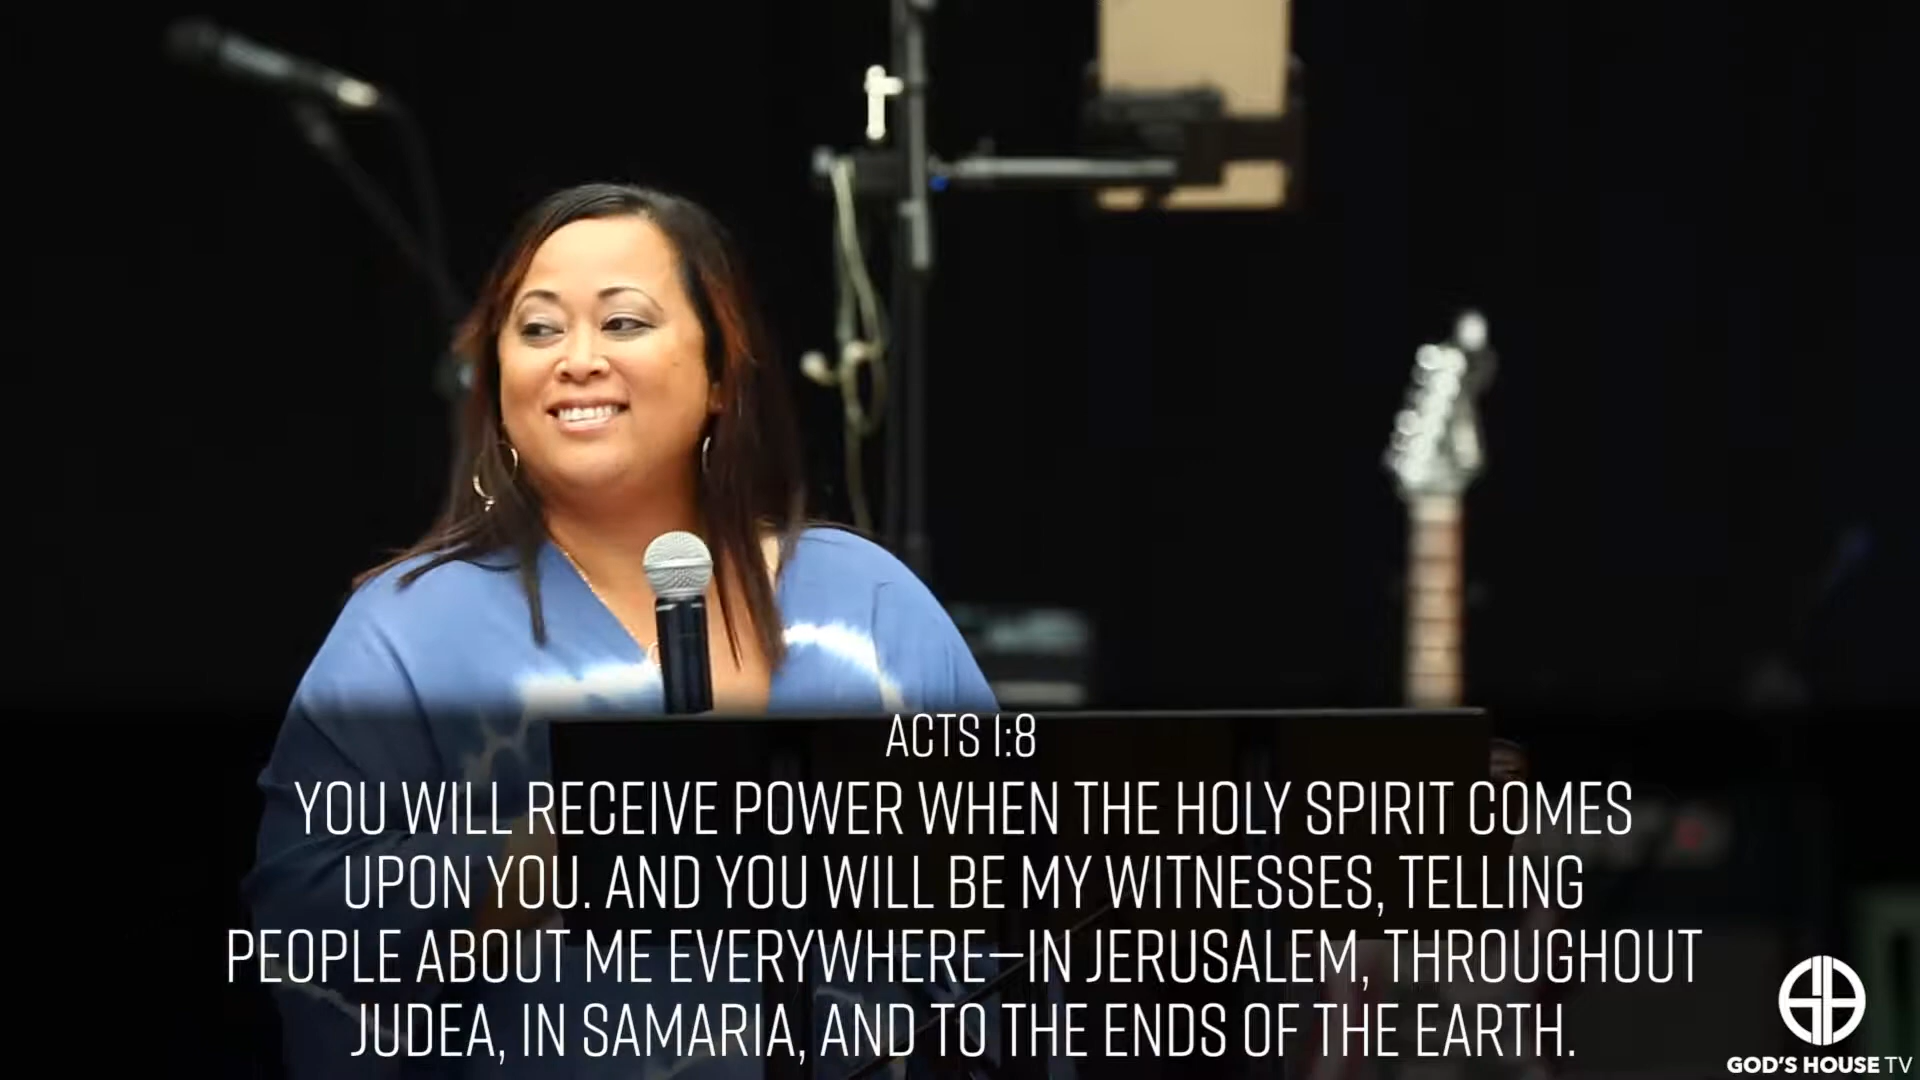 ACTS 1:8
YOU WILL RECEIVE POWER WHEN THE HOLY SPIRIT COMES
UPON YOU. AND YOU WILL BE MY WITNESSES, TELLING
PEOPLE ABOUT ME EVERYWHERE—IN JERUSALEM, THROUGHOUT
JUDEA, IN SAMARIA, AND TO THE ENDS OF THE EARTH.
GOD'S HOUSE TV